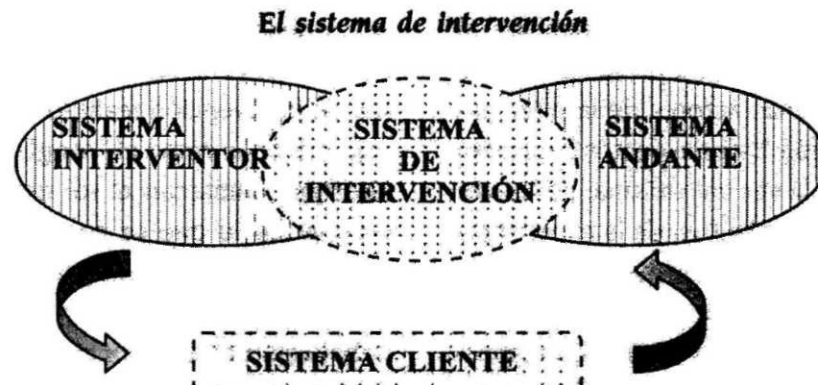 El sistema de intervención
SISTEMA
INTERVENTOR
SISTEMA
DE
INTERVENCIÓN
SISTEMA
ANDANTE
SISTEMA CLIENTE